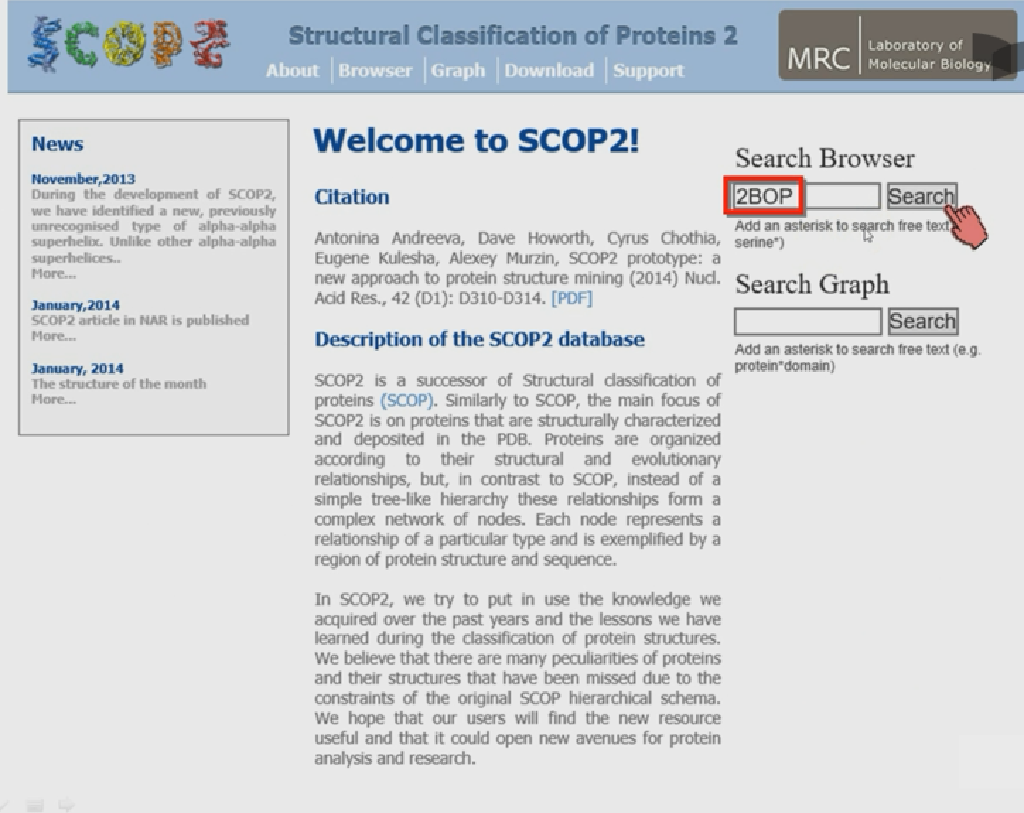 SCOP2
Structural Classification of Proteins 2
About
Browser
Graph
Download
Support
MRC
Laboratory of
Molecular Biology
News
November,2013
During the development of SCOP2,
we have identified a new, previously
unrecognised type of alpha-alpha
superhelix. Unlike other alpha-alpha
superhelices..
More...
January,2014
SCOP2 article in NAR is published
More...
January, 2014
The structure of the month
More...
Welcome to SCOP2!
Citation
Antonina Andreeva, Dave Howorth, Cyrus Chothia,
Eugene Kulesha, Alexey Murzin, SCOP2 prototype: a
new approach to protein structure mining (2014) Nucl.
Acid Res., 42 (D1): D310-D314. [PDF]
Description of the SCOP2 database
SCOP2 is a successor of Structural classification of
proteins (SCOP). Similarly to SCOP, the main focus of
SCOP2 is on proteins that are structurally characterized
and deposited in the PDB. Proteins are organized
according to their structural and evolutionary
relationships, but, in contrast to SCOP, instead of a
simple tree-like hierarchy these relationships form a
complex network of nodes. Each node represents a
relationship of a particular type and is exemplified by a
region of protein structure and sequence.
In SCOP2, we try to put in use the knowledge we
acquired over the past years and the lessons we have
learned during the classification of protein structures.
We believe that there are many peculiarities of proteins
and their structures that have been missed due to the
constraints of the original SCOP hierarchical schema.
We hope that our users will find the new resource
useful and that it could open new avenues for protein
analysis and research.
Search Browser
2BOP
Search
Add an asterisk to search free text
serine*)
Search Graph
Search
Add an asterisk to search free text (e.g.
protein*domain)